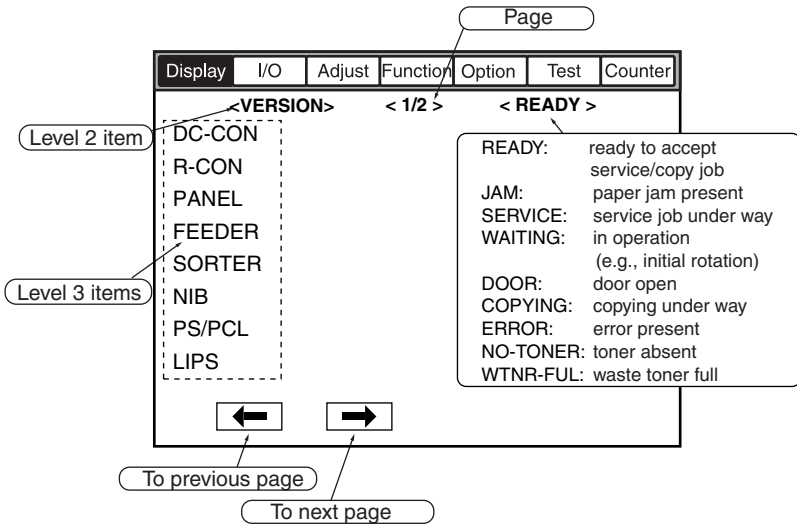 Page
Display I/O Adjust Function Option Test Counter
<VERSION> < 1/2 > < READY >
Level 2 item
DC-CON
R-CON
PANEL
FEEDER
SORTER
NIB
PS/PCL
LIPS
Level 3 items
READY: ready to accept
service/copy job
JAM: paper jam present
SERVICE: service job under way
WAITING: in operation
(e.g., initial rotation)
DOOR: door open
COPYING: copying under way
ERROR: error present
NO-TONER: toner absent
WTNR-FUL: waste toner full
To previous page
To next page